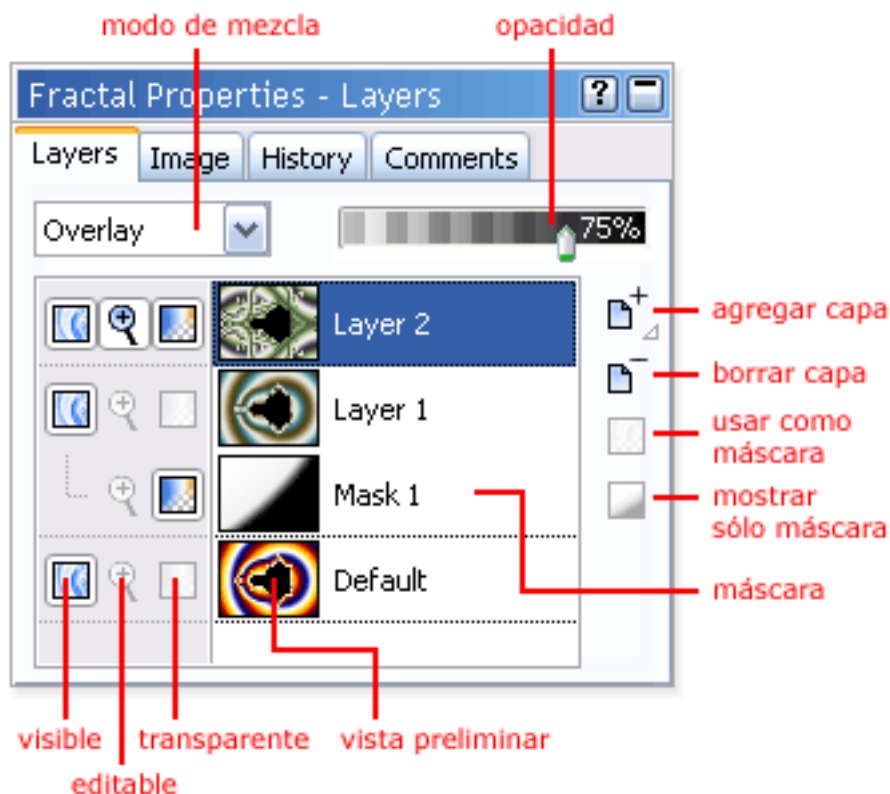 modo de mezcla
opacidad
Fractal Properties - Layers
?
Layers
Image
History
Comments
Overlay
75%
Layer 2
agregar capa
borrar capa
Layer 1
usar como
máscara
Mask 1
mostrar
sólo máscara
Default
máscara
visible
transparente
vista preliminar
editable